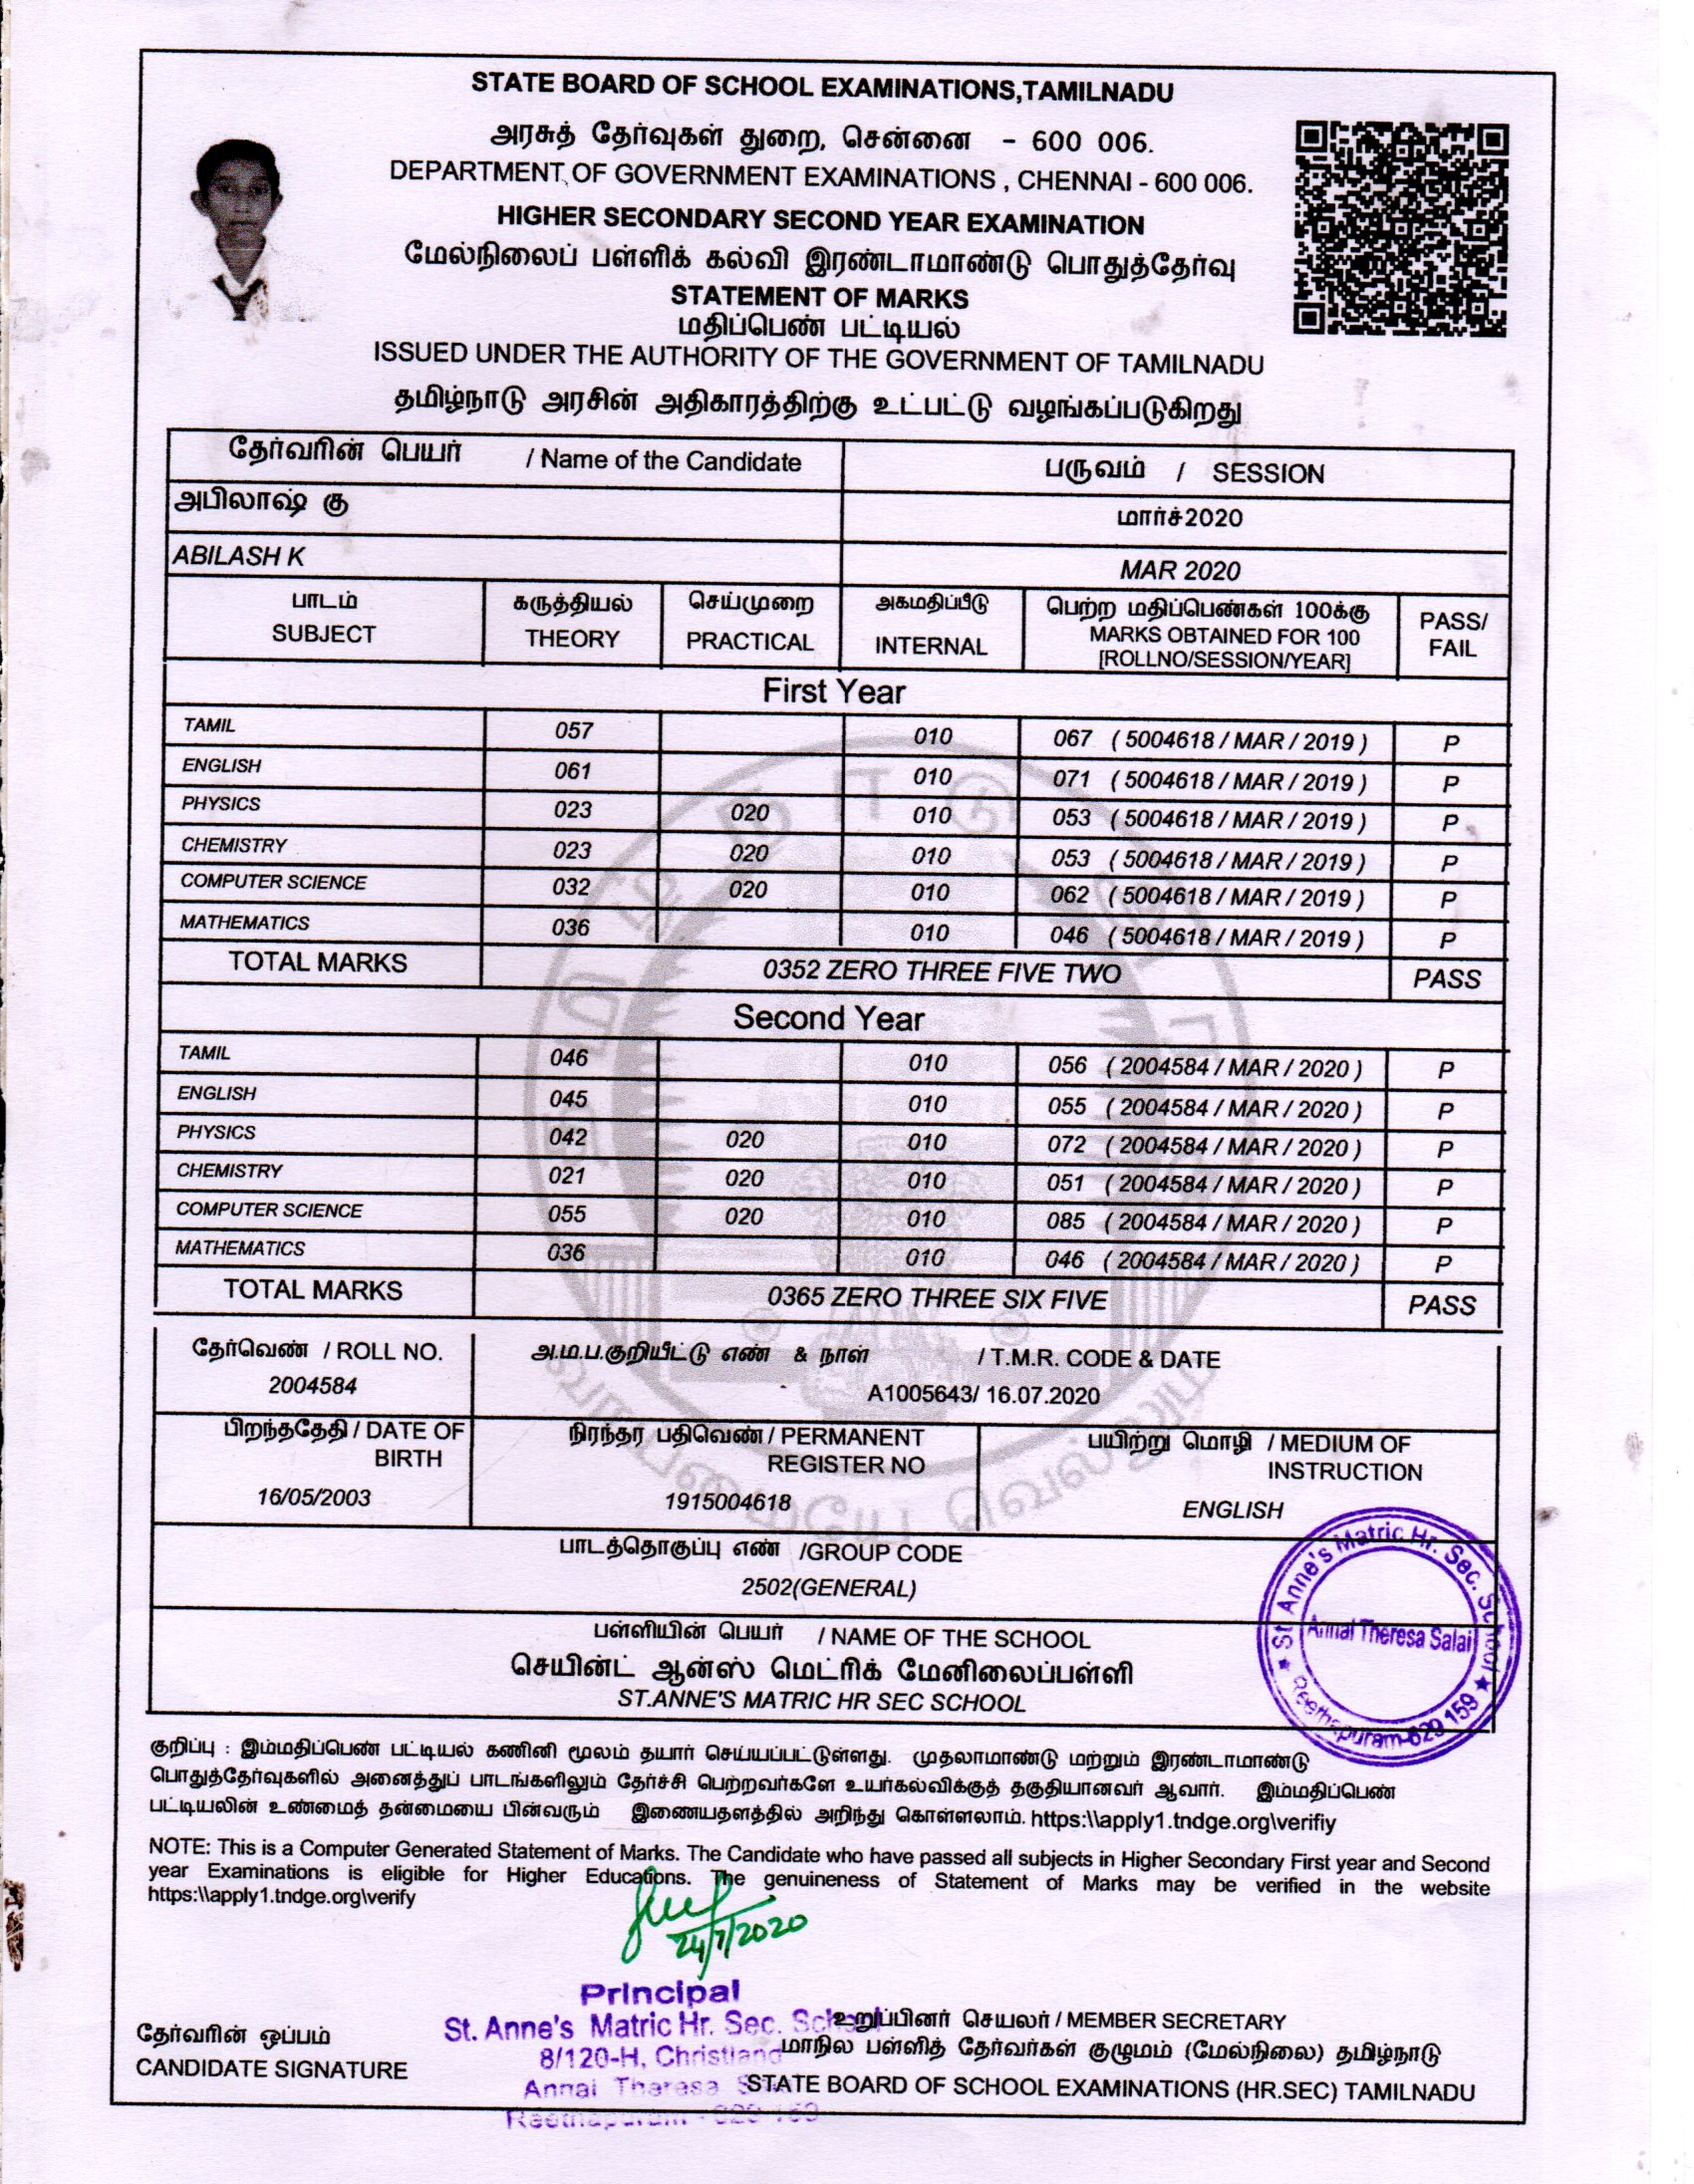 STATE BOARD OF SCHOOL EXAMINATIONS,TAMILNADU
அரசுத் தேர்வுகள் துறை, சென்னை - 600 006.
DEPARTMENT OF GOVERNMENT EXAMINATIONS , CHENNAI - 600 006.
HIGHER SECONDARY SECOND YEAR EXAMINATION
மேல்நிலைப் பள்ளிக் கல்வி இரண்டாமாண்டு பொதுத்தேர்வு
STATEMENT OF MARKS
மதிப்பெண் பட்டியல்
ISSUED UNDER THE AUTHORITY OF THE GOVERNMENT OF TAMILNADU
தமிழ்நாடு அரசின் அதிகாரத்திற்கு உட்பட்டு வழங்கப்படுகிறது
தேர்வரின் பெயர் / Name of the Candidate பருவம் / SESSION
அபிலாஷ் கு மார்ச்2020
ABILASH K MAR 2020
பாடம் கருத்தியல் செய்முறை அகமதிப்பீடு பெற்ற மதிப்பெண்கள் 100க்கு PASS/
SUBJECT THEORY PRACTICAL INTERNAL MARKS OBTAINED FOR 100 FAIL
[ROLLNO/SESSION/YEAR]
First Year
TAMIL 057 010 067 ( 5004618 / MAR / 2019 ) P
ENGLISH 061 010 071 ( 5004618 / MAR / 2019 ) P
PHYSICS 023 020 010 053 ( 5004618 / MAR / 2019 ) P
CHEMISTRY 023 020 010 053 ( 5004618 / MAR / 2019 ) P
COMPUTER SCIENCE 032 020 010 062 ( 5004618 / MAR / 2019 ) P
MATHEMATICS 036 010 046 ( 5004618 / MAR / 2019 ) P
TOTAL MARKS 0352 ZERO THREE FIVE TWO PASS
Second Year
TAMIL 046 010 056 ( 2004584 / MAR / 2020 ) P
ENGLISH 045 010 055 ( 2004584 / MAR / 2020 ) P
PHYSICS 042 020 010 072 ( 2004584 / MAR / 2020 ) P
CHEMISTRY 021 020 010 051 ( 2004584 / MAR / 2020 ) P
COMPUTER SCIENCE 055 020 010 085 ( 2004584 / MAR / 2020 ) P
MATHEMATICS 036 010 046 ( 2004584 / MAR / 2020 ) P
TOTAL MARKS 0365 ZERO THREE SIX FIVE PASS
தேர்வெண் / ROLL NO. அ.ம.ப.குறியீட்டு எண் & நாள் / T.M.R. CODE & DATE
2004584 A1005643/ 16.07.2020
பிறந்ததேதி / DATE OF நிரந்தர பதிவெண் / PERMANENT பயிற்று மொழி / MEDIUM OF
BIRTH REGISTER NO INSTRUCTION
16/05/2003 1915004618 ENGLISH
பாடத்தொகுப்பு எண் /GROUP CODE
2502(GENERAL)
பள்ளியின் பெயர் / NAME OF THE SCHOOL
செயின்ட் ஆன்ஸ் மெட்ரிக் மேனிலைப்பள்ளி
ST.ANNE'S MATRIC HR SEC SCHOOL
St. Anne's Matric Hr. Sec. School
Annai Theresa Salai
Reethapuram-629 159
குறிப்பு : இம்மதிப்பெண் பட்டியல் கணினி மூலம் தயார் செய்யப்பட்டுள்ளது. முதலாமாண்டு மற்றும் இரண்டாமாண்டு
பொதுத்தேர்வுகளில் அனைத்துப் பாடங்களிலும் தேர்ச்சி பெற்றவர்களே உயர்கல்விக்குத் தகுதியானவர் ஆவார். இம்மதிப்பெண்
பட்டியலின் உண்மைத் தன்மையை பின்வரும் இணையதளத்தில் அறிந்து கொள்ளலாம். https:\\apply1.tndge.org\verifiy
NOTE: This is a Computer Generated Statement of Marks. The Candidate who have passed all subjects in Higher Secondary First year and Second
year Examinations is eligible for Higher Educations. The genuineness of Statement of Marks may be verified in the website
https:\\apply1.tndge.org\verify
24/7/2020
Principal
St. Anne's Matric Hr. Sec. School
8/120-H, Christland
Annai Theresa
தேர்வரின் ஒப்பம் உறுப்பினர் செயலர் / MEMBER SECRETARY
மாநில பள்ளித் தேர்வர்கள் குழுமம் (மேல்நிலை) தமிழ்நாடு
CANDIDATE SIGNATURE STATE BOARD OF SCHOOL EXAMINATIONS (HR.SEC) TAMILNADU